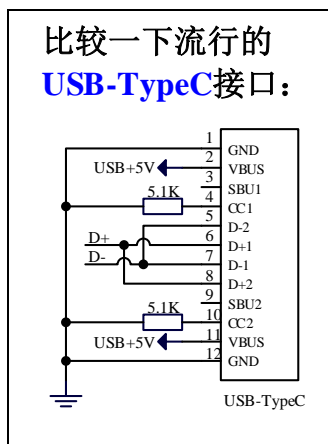 比较一下流行的
USB-TypeC接口：
1 GND
USB+5V 2 VBUS
3 SBU1
5.1K 4 CC1
5 D-2
D+ 6 D+1
D- 7 D-1
8 D+2
9 SBU2
5.1K 10 CC2
USB+5V 11 VBUS
12 GND
USB-TypeC